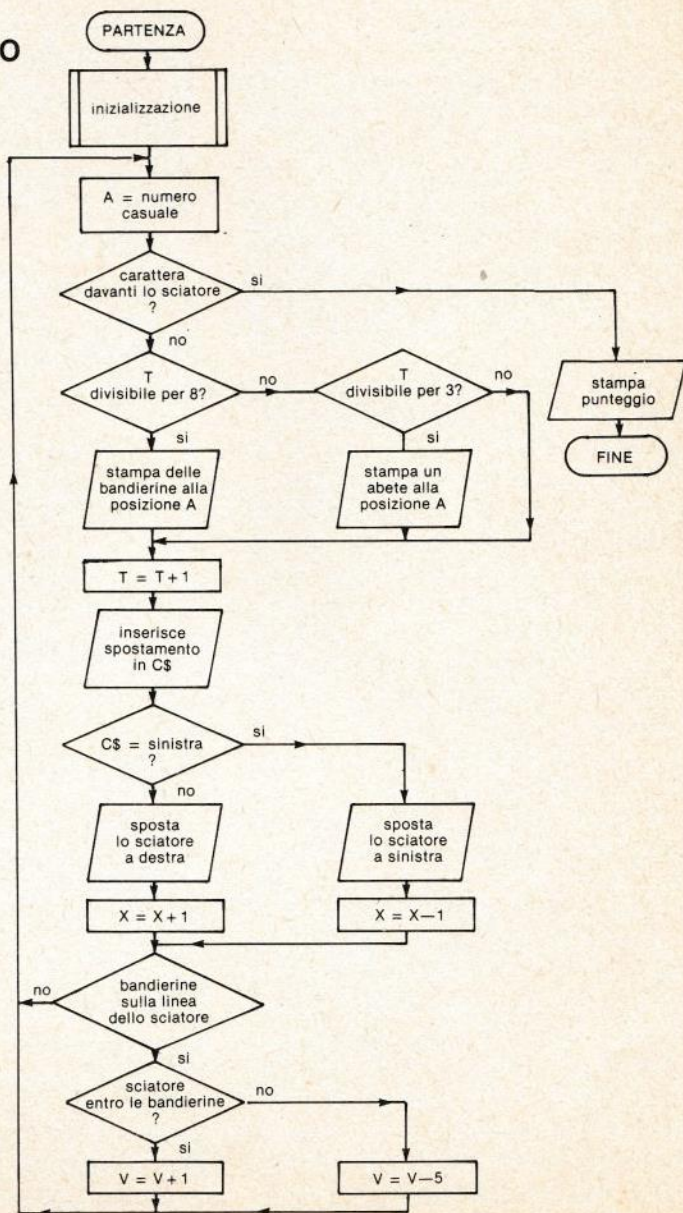 O
PARTENZA
inizializzazione
A = numero
casuale
carattera
davanti lo sciatore
?
si
no
T
divisibile per 8?
no
T
divisibile per 3?
no
stampa
punteggio
si
si
FINE
stampa delle
bandierine alla
posizione A
stampa un
abete alla
posizione A
T = T+1
inserisce
spostamento
in C$
C$ = sinistra
?
si
no
sposta
lo sciatore
a destra
sposta
lo sciatore
a sinistra
X = X+1
X = X—1
no
bandierine
sulla linea
dello sciatore
si
sciatore
entro le bandierine
?
no
si
V = V+1
V = V—5